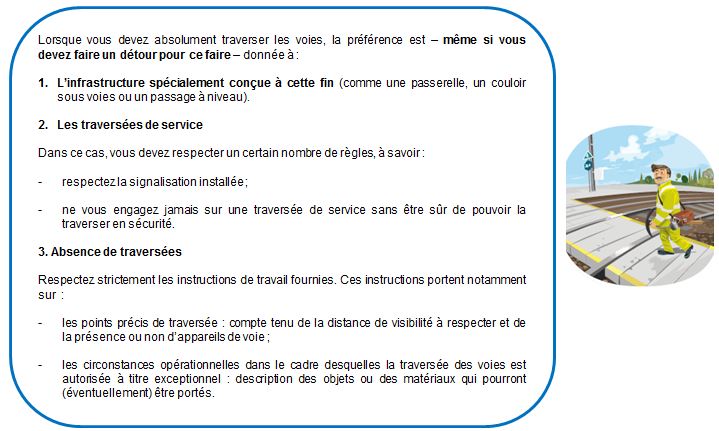 Lorsque vous devez absolument traverser les voies, la préférence est – même si vous
devez faire un détour pour ce faire – donnée à :
1. L’infrastructure spécialement conçue à cette fin (comme une passerelle, un couloir
sous voies ou un passage à niveau).
2. Les traversées de service
Dans ce cas, vous devez respecter un certain nombre de règles, à savoir :
- respectez la signalisation installée ;
- ne vous engagez jamais sur une traversée de service sans être sûr de pouvoir la
traverser en sécurité.
3. Absence de traversées
Respectez strictement les instructions de travail fournies. Ces instructions portent notamment
sur :
- les points précis de traversée : compte tenu de la distance de visibilité à respecter et de
la présence ou non d’appareils de voie ;
- les circonstances opérationnelles dans le cadre desquelles la traversée des voies est
autorisée à titre exceptionnel : description des objets ou des matériaux qui pourront
(éventuellement) être portés.